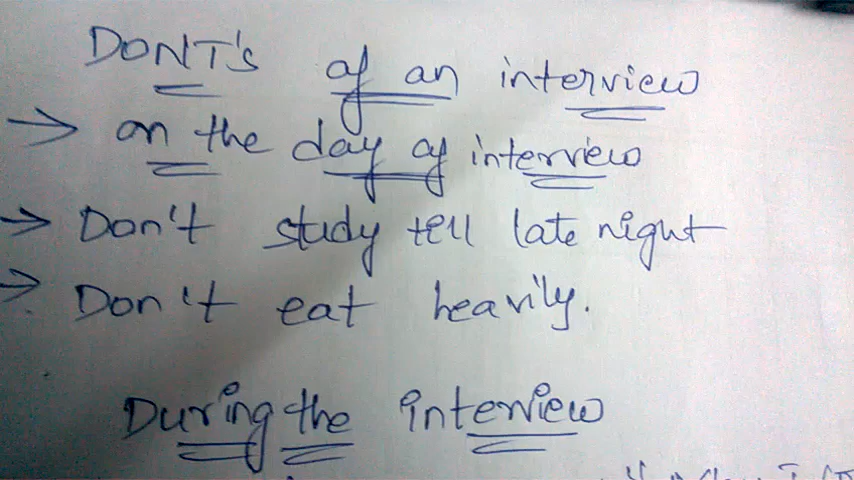 DONT's of an interview
→ on the day of interview
→ Don't study tell late night
→ Don't eat heavily.
During the interview